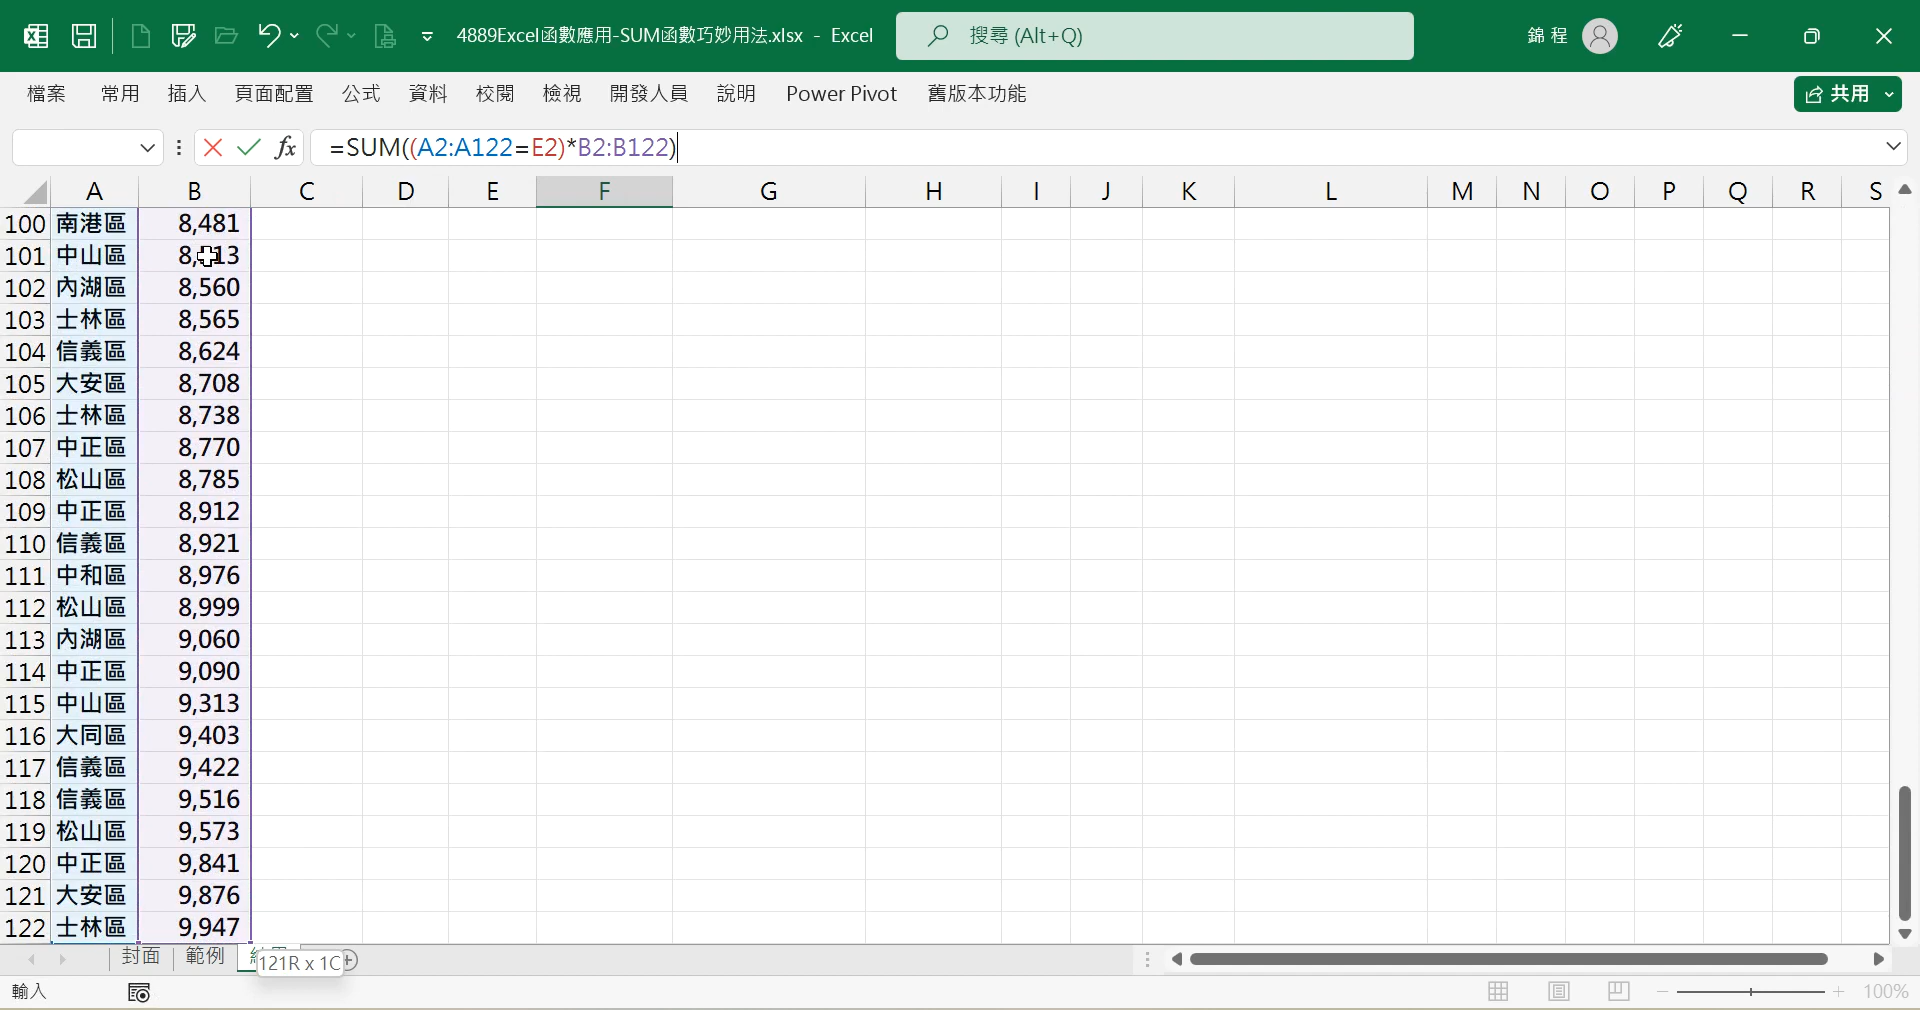 4889Excel函數應用-SUM函數巧妙用法.xlsx - Excel
搜尋 (Alt+Q)
錦 程
檔案 常用 插入 頁面配置 公式 資料 校閱 檢視 開發人員 說明 Power Pivot 舊版本功能
共用
fx =SUM((A2:A122=E2)*B2:B122)
A B C D E F G H I J K L M N O P Q R S
100 南港區 8,481
101 中山區
102 內湖區 8,560
103 士林區 8,565
104 信義區 8,624
105 大安區 8,708
106 士林區 8,738
107 中正區 8,770
108 松山區 8,785
109 中正區 8,912
110 信義區 8,921
111 中和區 8,976
112 松山區 8,999
113 內湖區 9,060
114 中正區 9,090
115 中山區 9,313
116 大同區 9,403
117 信義區 9,422
118 信義區 9,516
119 松山區 9,573
120 中正區 9,841
121 大安區 9,876
122 士林區 9,947
封面 範例
121R x 1C
輸入
100%